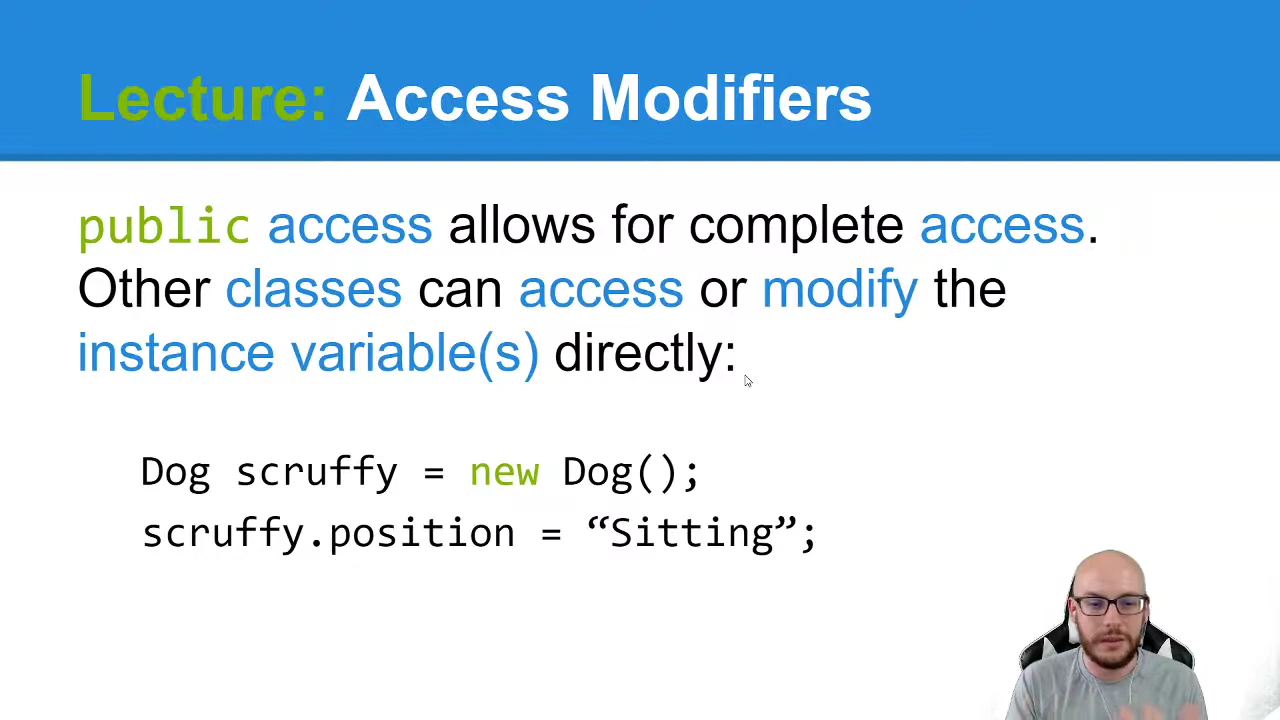 Lecture: Access Modifiers
public access allows for complete access.
Other classes can access or modify the
instance variable(s) directly:
Dog scruffy = new Dog();
scruffy.position = “Sitting”;